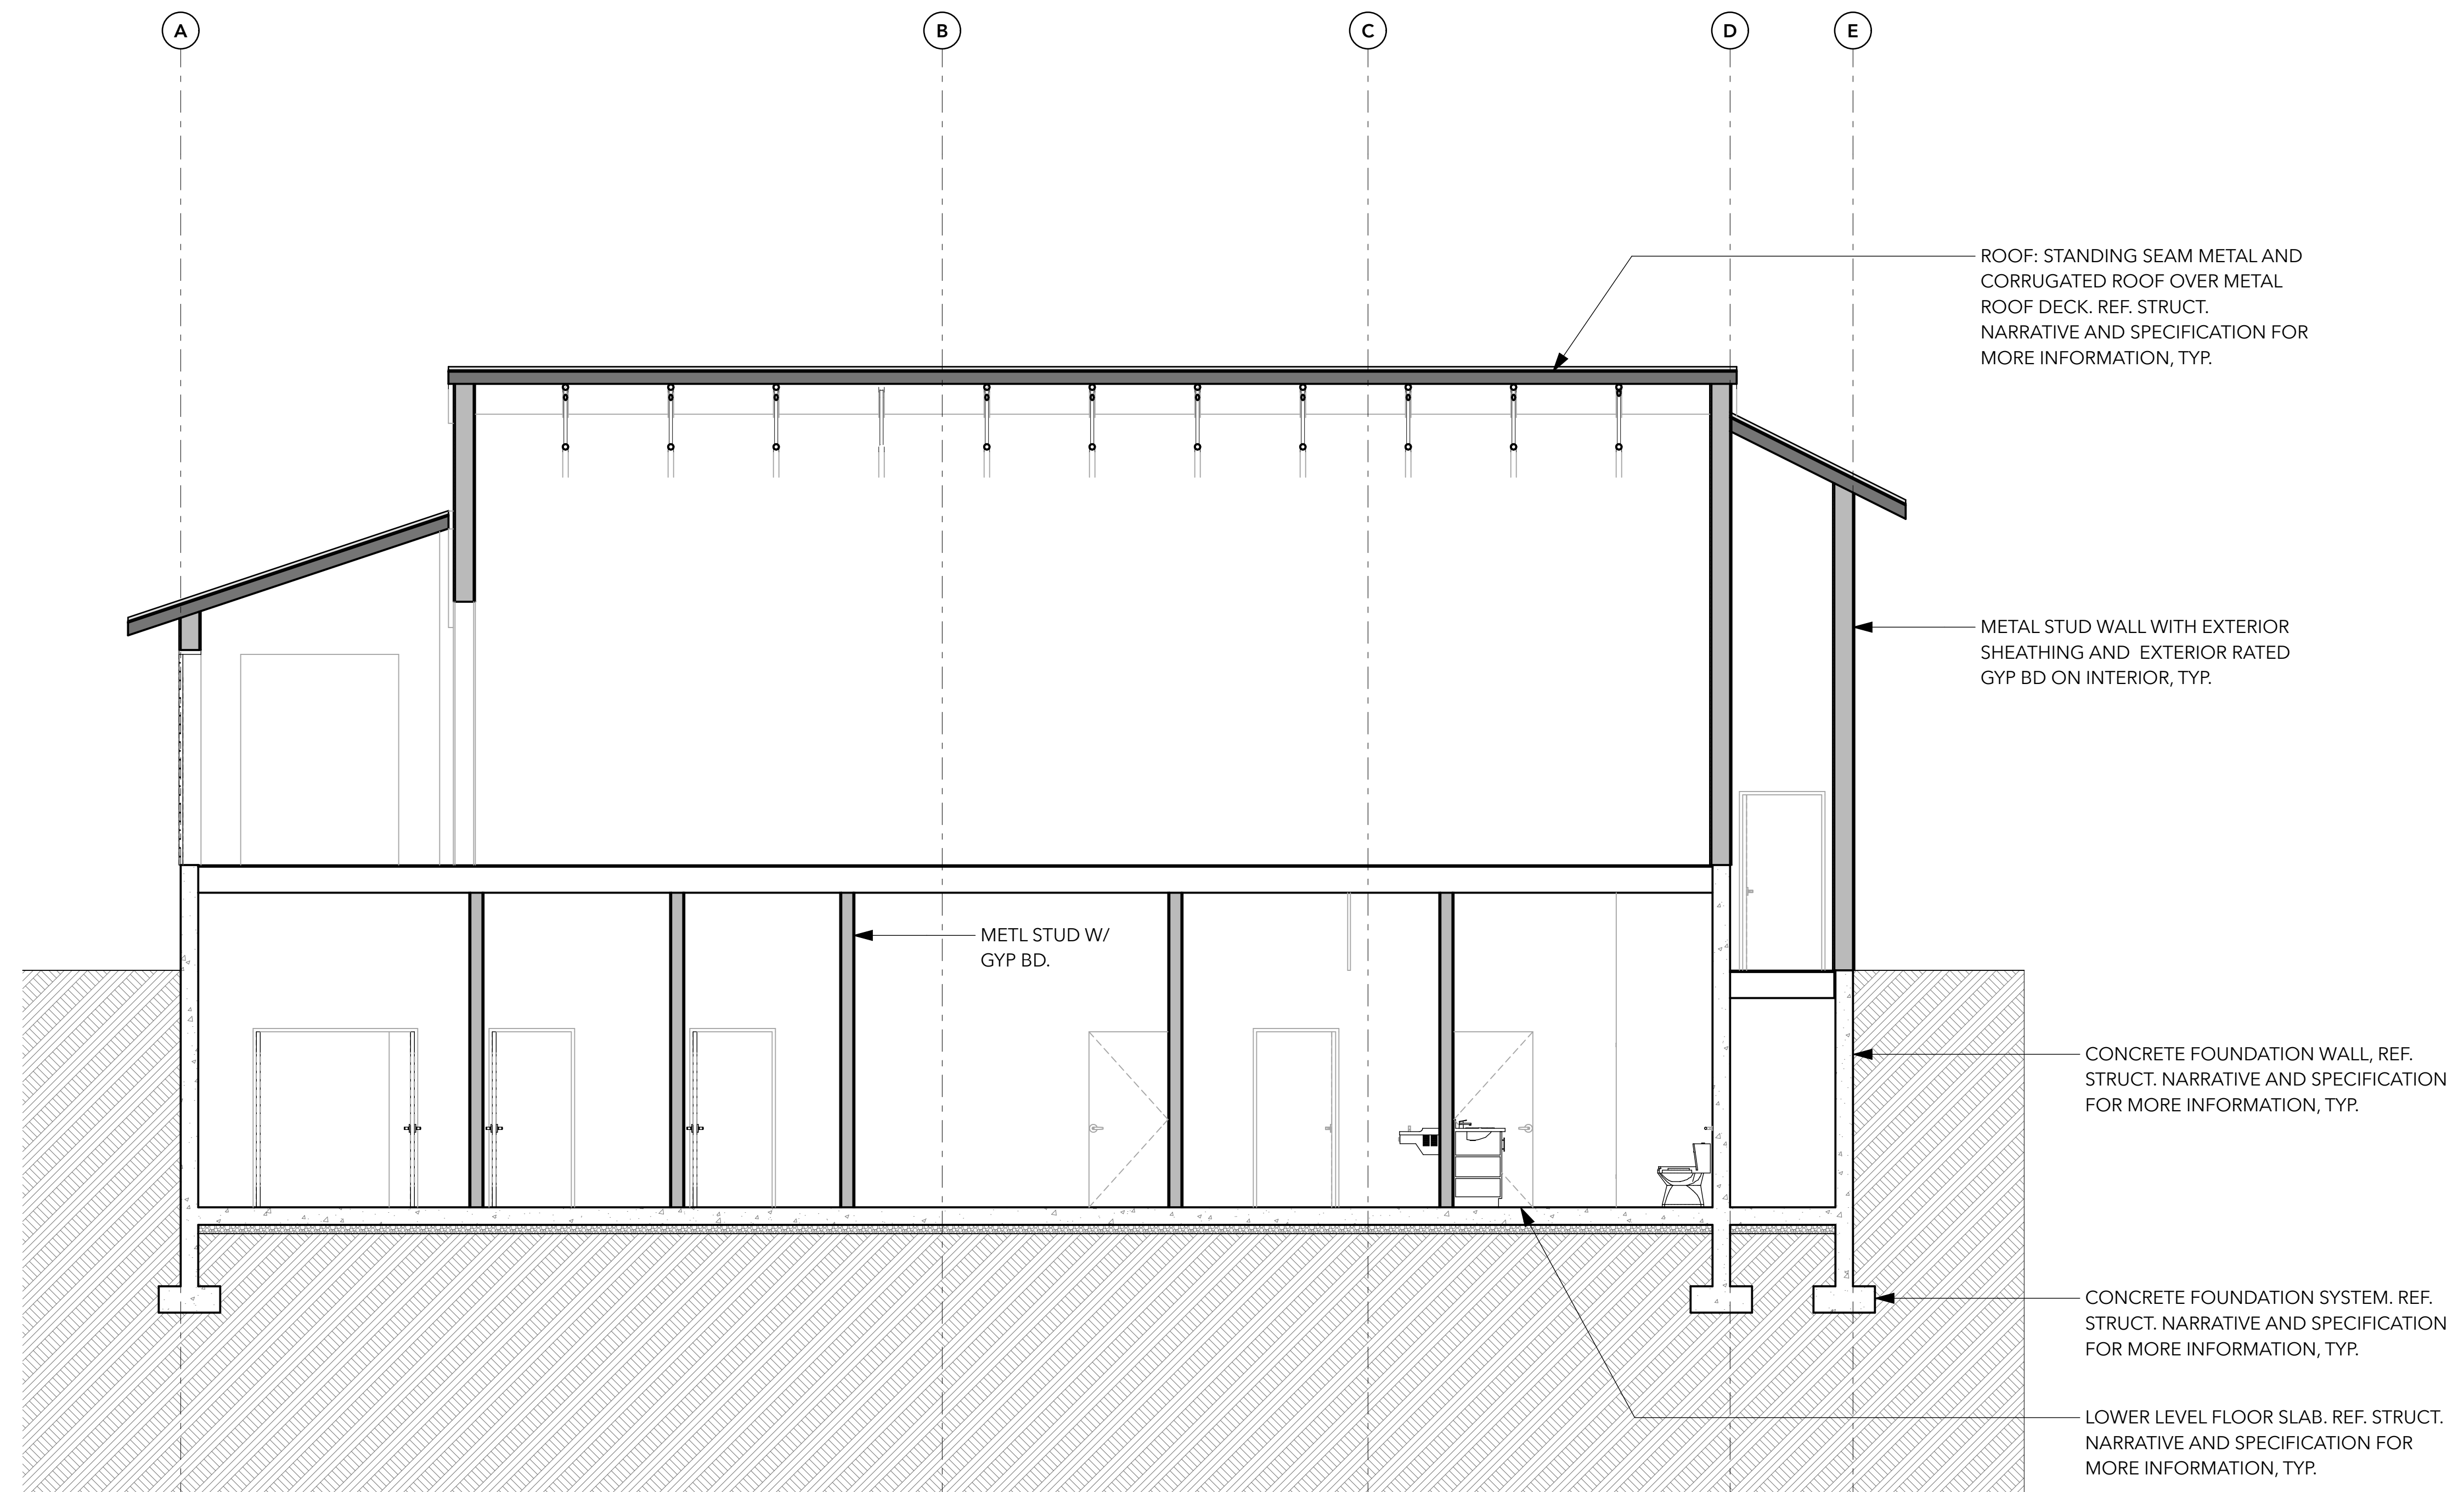 A
B
C
D
E
ROOF: STANDING SEAM METAL AND
CORRUGATED ROOF OVER METAL
ROOF DECK. REF. STRUCT.
NARRATIVE AND SPECIFICATION FOR
MORE INFORMATION, TYP.
METAL STUD WALL WITH EXTERIOR
SHEATHING AND  EXTERIOR RATED
GYP BD ON INTERIOR, TYP.
METL STUD W/
GYP BD.
CONCRETE FOUNDATION WALL, REF.
STRUCT. NARRATIVE AND SPECIFICATION
FOR MORE INFORMATION, TYP.
CONCRETE FOUNDATION SYSTEM. REF.
STRUCT. NARRATIVE AND SPECIFICATION
FOR MORE INFORMATION, TYP.
LOWER LEVEL FLOOR SLAB. REF. STRUCT.
NARRATIVE AND SPECIFICATION FOR
MORE INFORMATION, TYP.